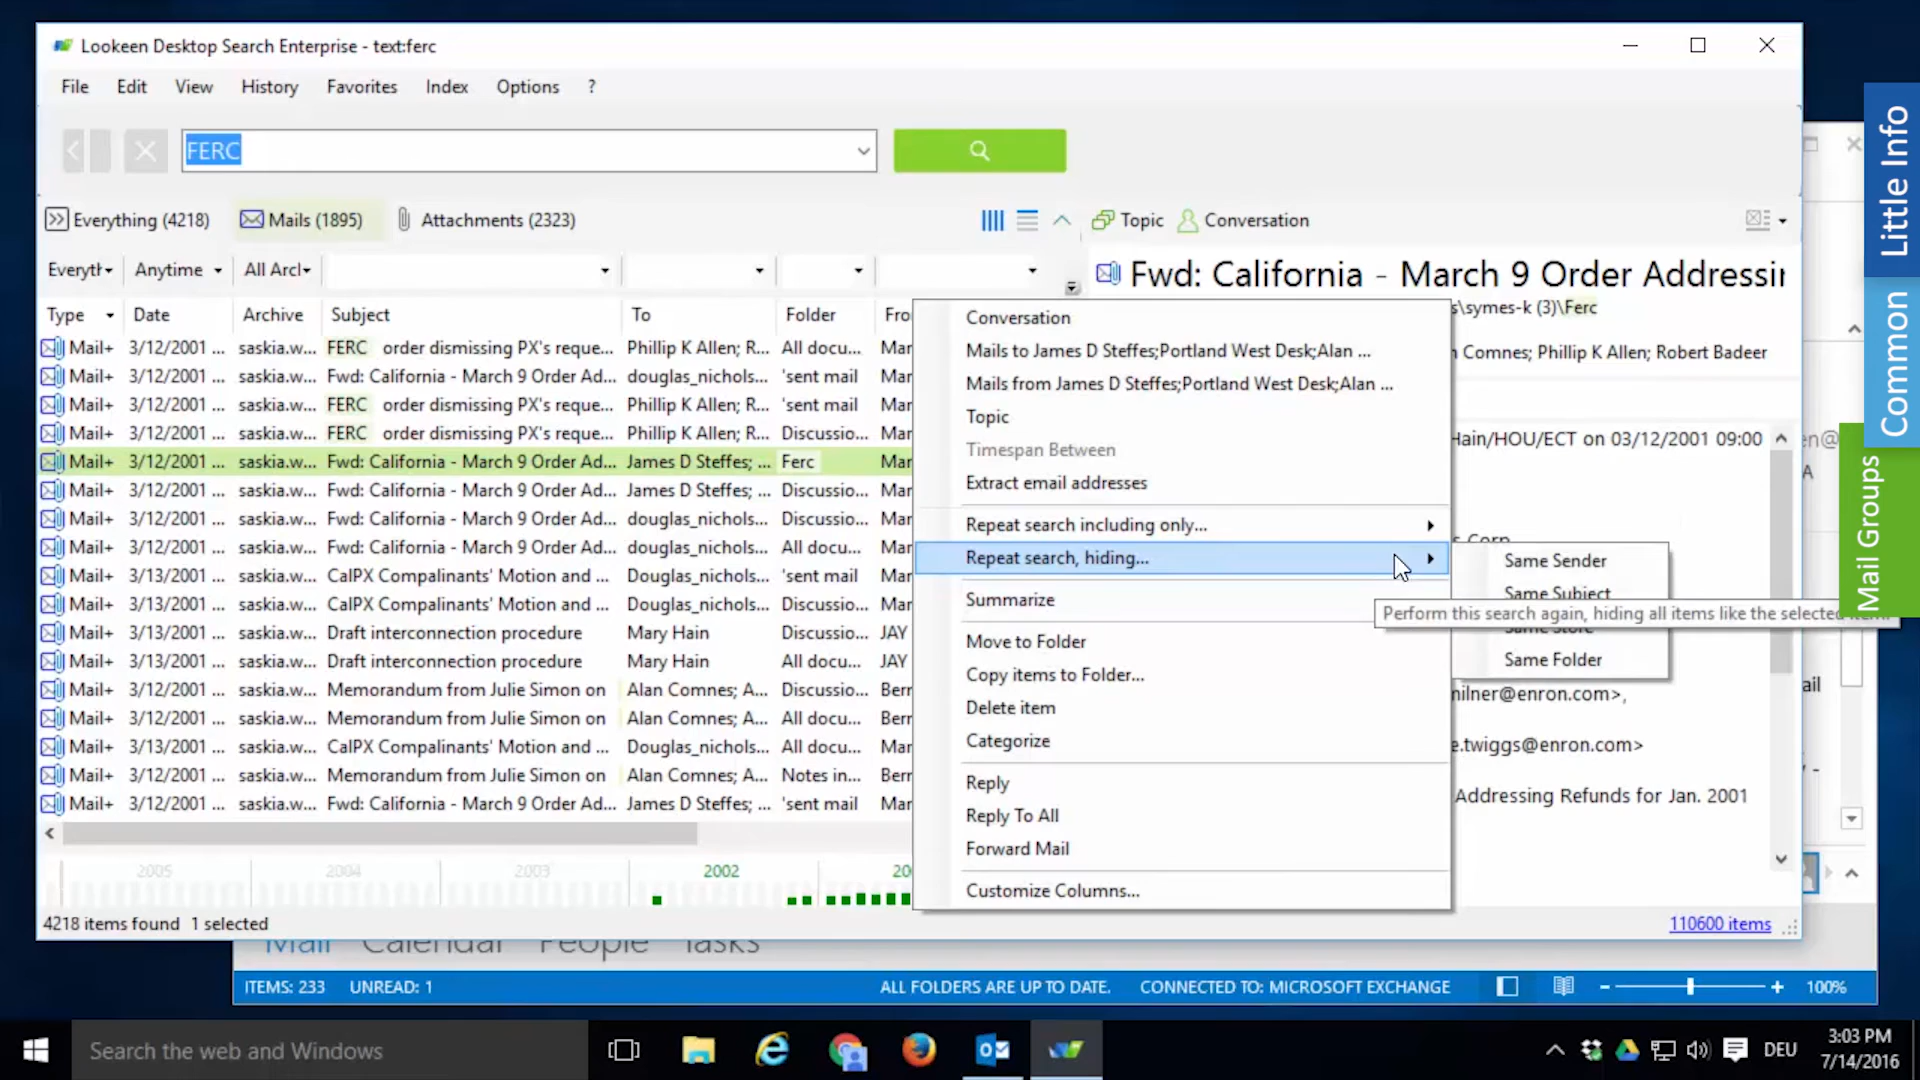 Lookeen Desktop Search Enterprise - text:ferc
File Edit View History Favorites Index Options ?
FERC
Everything (4218) Mails (1895) Attachments (2323)
Topic Conversation
Everyth Anytime All Arcl
Fwd: California - March 9 Order Addressin
s\symes-k (3)\Ferc
Type Date Archive Subject To Folder Fro
n Comnes; Phillip K Allen; Robert Badeer
Mail+ 3/12/2001 ... saskia.w... FERC order dismissing PX's reque... Phillip K Allen; R... All docu... Mar
Mail+ 3/12/2001 ... saskia.w... Fwd: California - March 9 Order Ad... douglas_nichols... 'sent mail Mar
Mail+ 3/12/2001 ... saskia.w... FERC order dismissing PX's reque... Phillip K Allen; R... 'sent mail Mar
Mail+ 3/12/2001 ... saskia.w... FERC order dismissing PX's reque... Phillip K Allen; R... Discussio... Mar
Mail+ 3/12/2001 ... saskia.w... Fwd: California - March 9 Order Ad... James D Steffes; ... Ferc Mar
Mail+ 3/12/2001 ... saskia.w... Fwd: California - March 9 Order Ad... James D Steffes; ... Discussio... Mar
Mail+ 3/12/2001 ... saskia.w... Fwd: California - March 9 Order Ad... douglas_nichols... Discussio... Mar
Mail+ 3/12/2001 ... saskia.w... Fwd: California - March 9 Order Ad... douglas_nichols... All docu... Mar
Mail+ 3/13/2001 ... saskia.w... CalPX Compalinants' Motion and ... Douglas_nichols... 'sent mail Mar
Mail+ 3/13/2001 ... saskia.w... CalPX Compalinants' Motion and ... Douglas_nichols... Discussio... Mar
Mail+ 3/13/2001 ... saskia.w... Draft interconnection procedure Mary Hain Discussio... JAY
Mail+ 3/13/2001 ... saskia.w... Draft interconnection procedure Mary Hain All docu... JAY
Mail+ 3/12/2001 ... saskia.w... Memorandum from Julie Simon on Alan Comnes; A... Discussio... Berr
Mail+ 3/12/2001 ... saskia.w... Memorandum from Julie Simon on Alan Comnes; A... All docu... Berr
Mail+ 3/13/2001 ... saskia.w... CalPX Compalinants' Motion and ... Douglas_nichols... All docu... Mar
Mail+ 3/12/2001 ... saskia.w... Memorandum from Julie Simon on Alan Comnes; A... Notes in... Berr
Mail+ 3/12/2001 ... saskia.w... Fwd: California - March 9 Order Ad... James D Steffes; ... 'sent mail Mar
Conversation
Mails to James D Steffes;Portland West Desk;Alan ...
Mails from James D Steffes;Portland West Desk;Alan ...
Topic
Timespan Between
Extract email addresses
Repeat search including only...
Repeat search, hiding...
Summarize
Move to Folder
Copy items to Folder...
Delete item
Categorize
Reply
Reply To All
Forward Mail
Customize Columns...
Same Sender
Same Subject
Perform this search again, hiding all items like the selected item.
Same Store
Same Folder
Hain/HOU/ECT on 03/12/2001 09:00
Corp
milner@enron.com>,
e.twiggs@enron.com>
Addressing Refunds for Jan. 2001
en@
A
ail
Little Info
Common
Mail Groups
2005 2004 2003 2002 20
4218 items found 1 selected
110600 items
Mail Calendar People Tasks
ITEMS: 233 UNREAD: 1 ALL FOLDERS ARE UP TO DATE. CONNECTED TO: MICROSOFT EXCHANGE 100%
Search the web and Windows
DEU
3:03 PM
7/14/2016